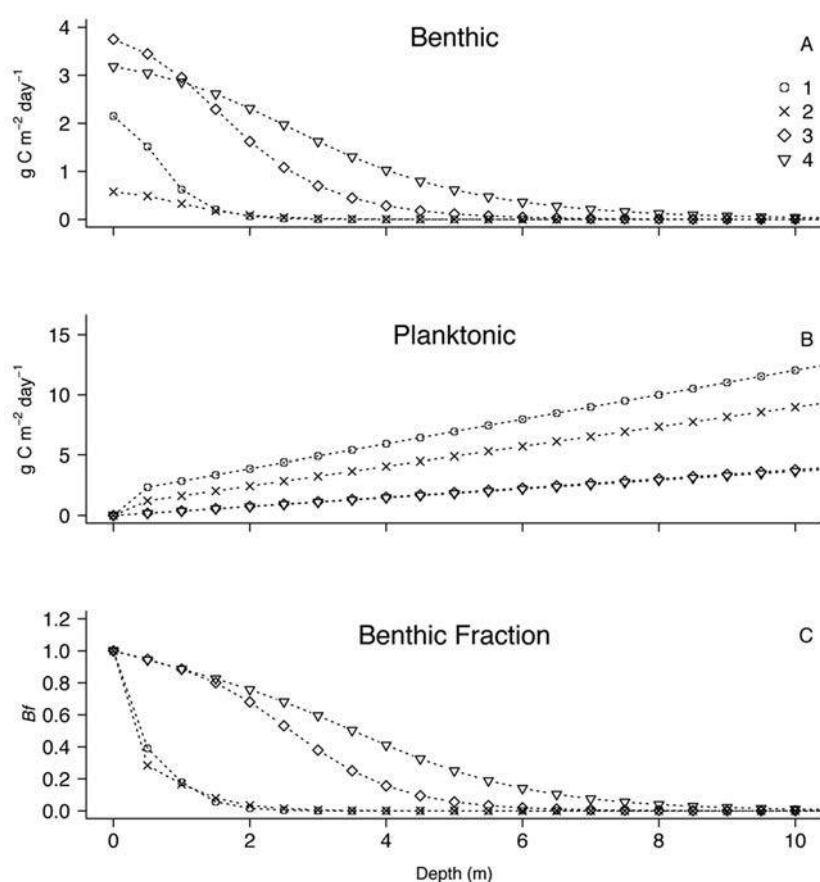 Benthic
A
4
3
2
1
0
g C m⁻² day⁻¹
1
2
3
4
Planktonic
B
15
10
5
0
g C m⁻² day⁻¹
Benthic Fraction
C
1.2
1.0
0.8
0.6
0.4
0.2
0.0
Bf
0 2 4 6 8 10
Depth (m)